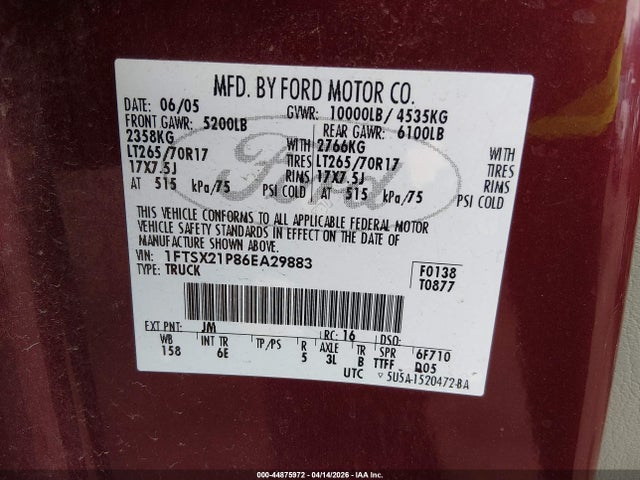 MFD. BY FORD MOTOR CO.
DATE: 06/05 GVWR: 10000LB/ 4535KG
FRONT GAWR: 5200LB REAR GAWR: 6100LB
2358KG WITH 2766KG WITH
LT265/70R17 TIRES LT265/70R17 TIRES
17X7.5J RIMS 17X7.5J RIMS
AT 515 kPa/75 PSI COLD AT 515 kPa/75 PSI COLD
Ford
THIS VEHICLE CONFORMS TO ALL APPLICABLE FEDERAL MOTOR
VEHICLE SAFETY STANDARDS IN EFFECT ON THE DATE OF
MANUFACTURE SHOWN ABOVE.
VIN: 1FTSX21P86EA29883 F0138
TYPE: TRUCK T0877
EXT PNT: JM RC: 16 DSO:
WB INT TR TP/PS R AXLE TR SPR 6F710
158 6E 5 3L B TTFF D05
UTC ▽ 5U5A-1520472-BA
000-44875972 - 04/14/2026 - IAA Inc.